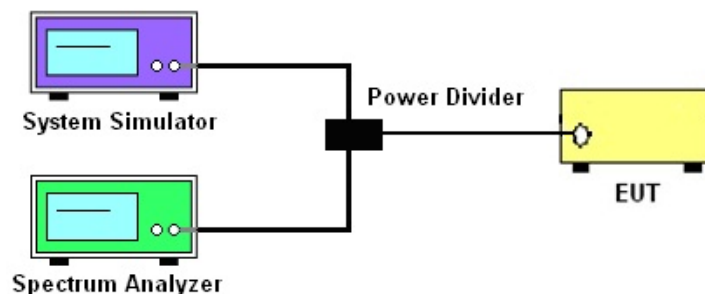 System Simulator
Power Divider
EUT
Spectrum Analyzer